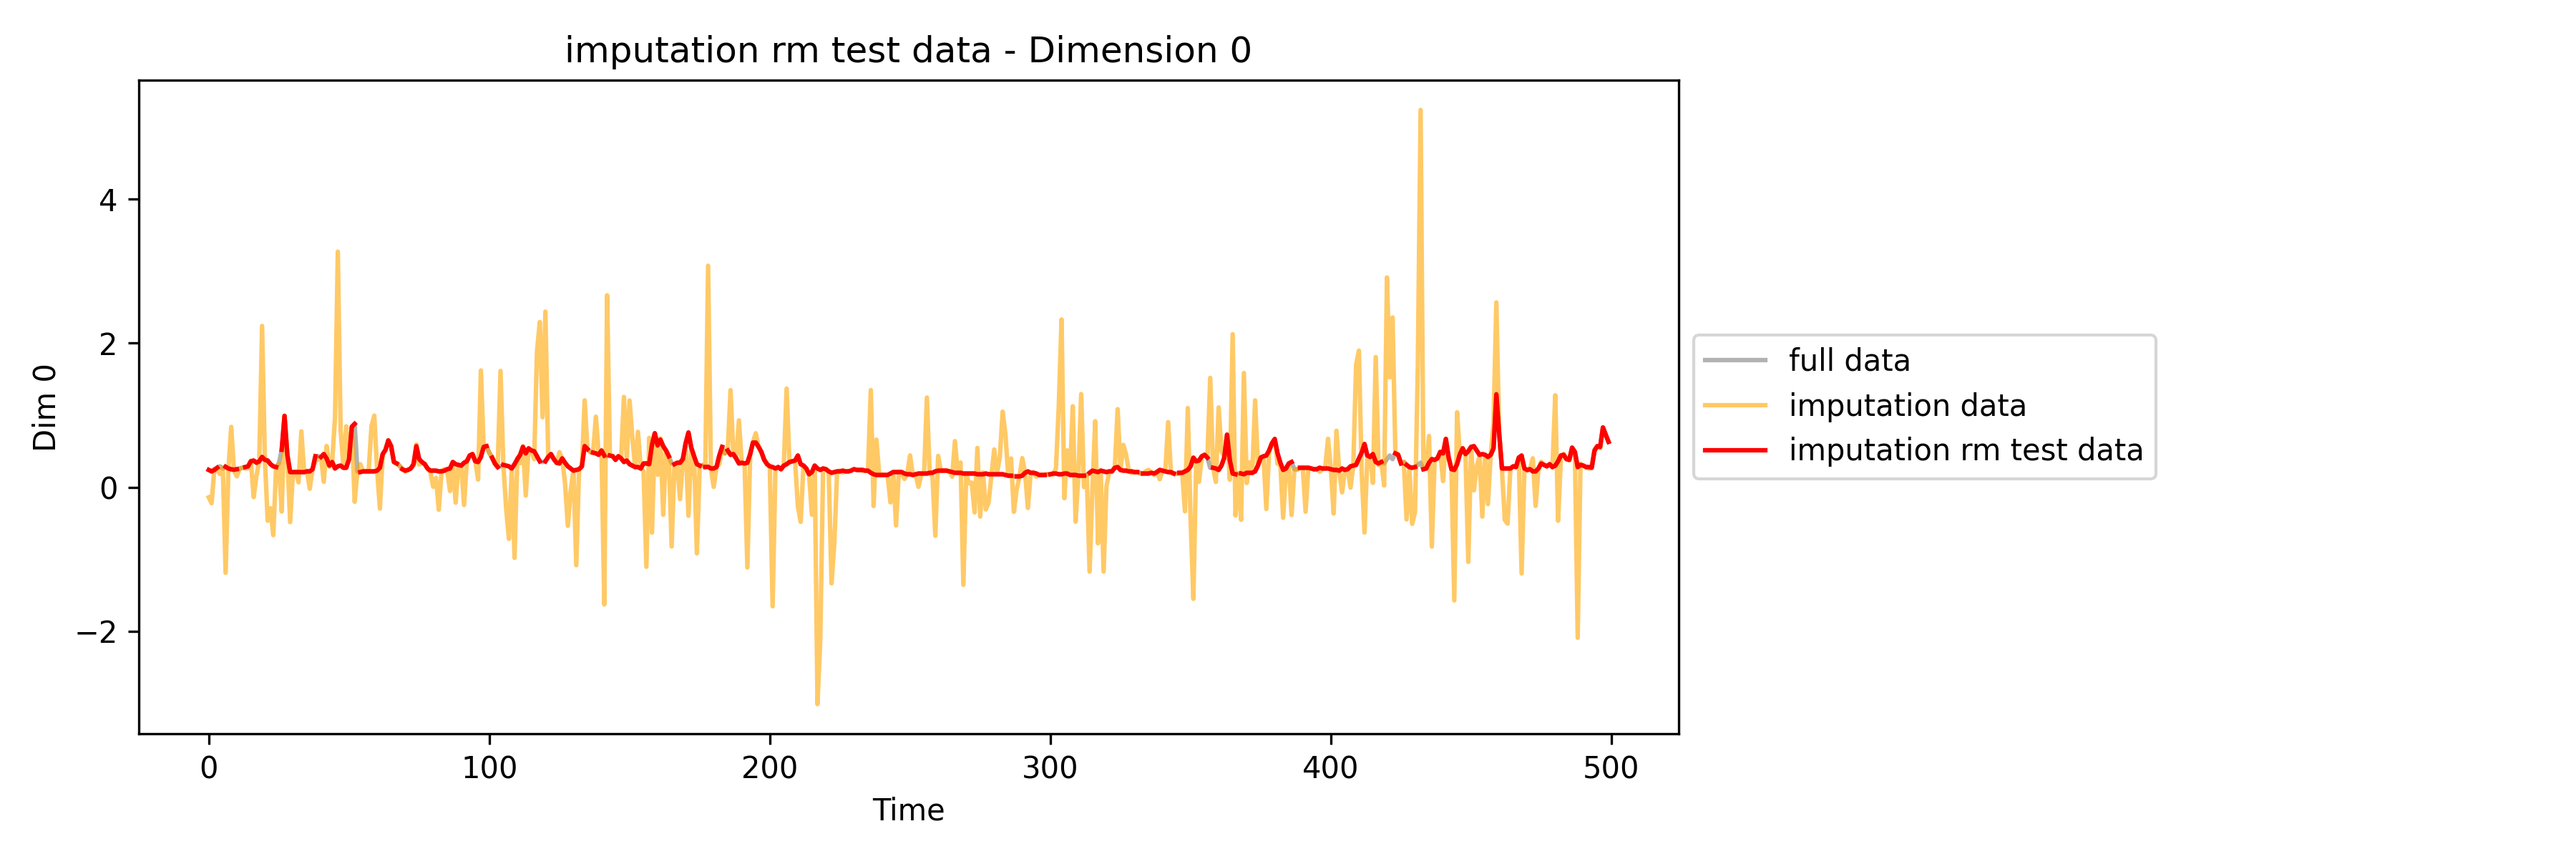 imputation rm test data - Dimension 0
Dim 0
4
2
0
−2
0
100
200
300
400
500
Time
full data
imputation data
imputation rm test data